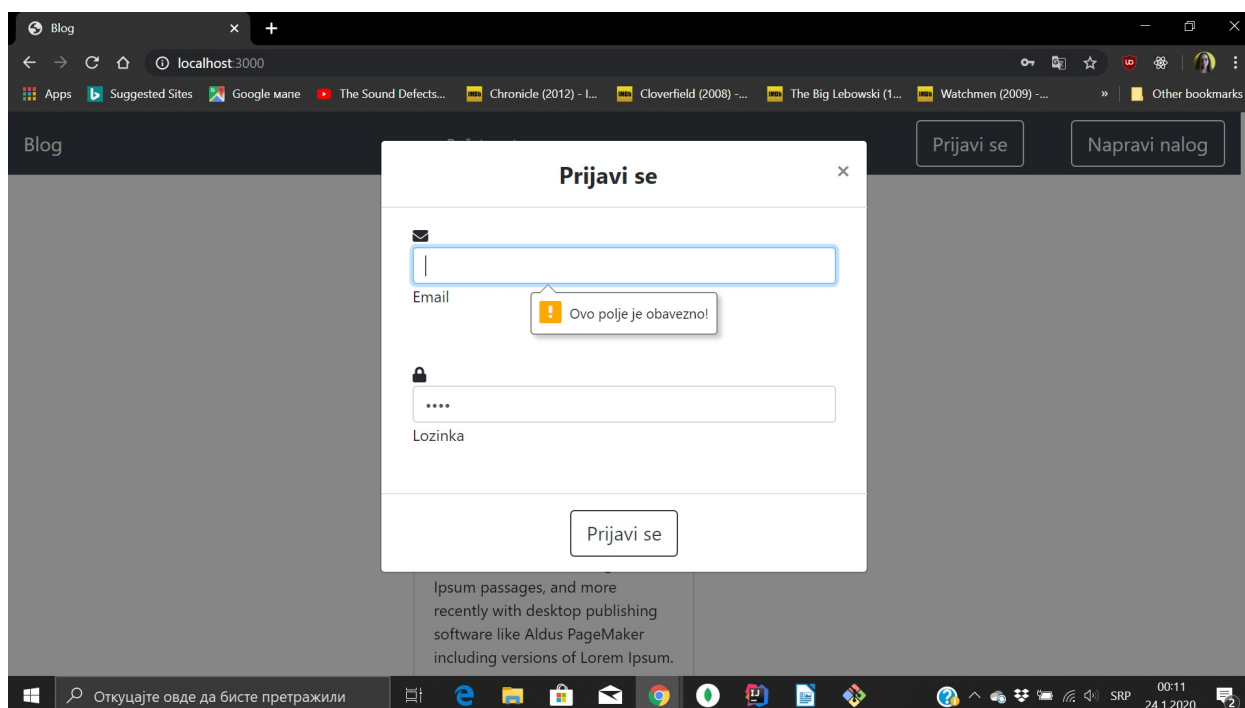 Blog
localhost:3000
Apps Suggested Sites Google мапе The Sound Defects... Chronicle (2012) - I... Cloverfield (2008) -... The Big Lebowski (1... Watchmen (2009) -... » Other bookmarks
Blog Prijavi se Napravi nalog
Prijavi se ×
Email
Ovo polje je obavezno!
••••
Lozinka
Prijavi se
Ipsum passages, and more
recently with desktop publishing
software like Aldus PageMaker
including versions of Lorem Ipsum.
Откуцајте овде да бисте претражили
СРП
00:11
24.1.2020
2